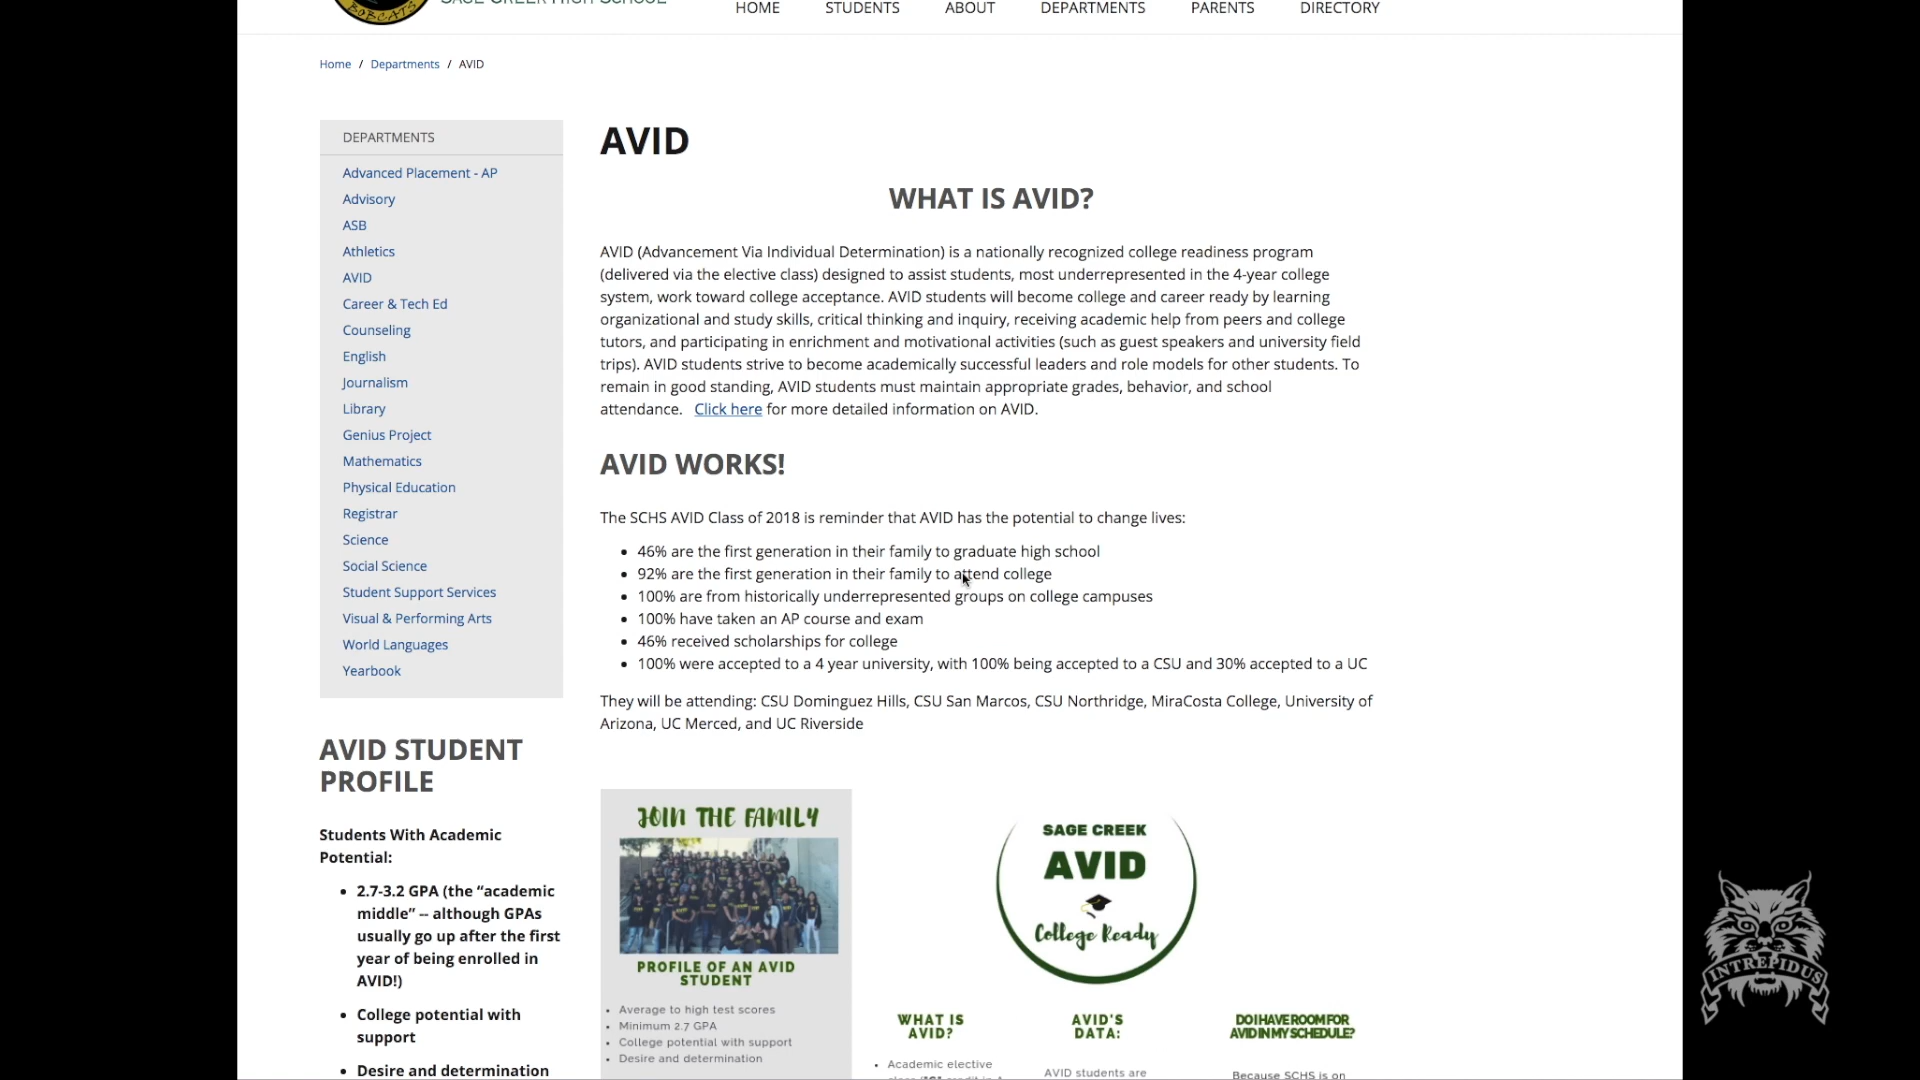 BOBCATS
SAGE CREEK HIGH SCHOOL
HOME STUDENTS ABOUT DEPARTMENTS PARENTS DIRECTORY
Home / Departments / AVID
DEPARTMENTS
Advanced Placement - AP
Advisory
ASB
Athletics
AVID
Career & Tech Ed
Counseling
English
Journalism
Library
Genius Project
Mathematics
Physical Education
Registrar
Science
Social Science
Student Support Services
Visual & Performing Arts
World Languages
Yearbook
AVID STUDENT
PROFILE
Students With Academic
Potential:
• 2.7-3.2 GPA (the “academic
middle” -- although GPAs
usually go up after the first
year of being enrolled in
AVID!)
• College potential with
support
• Desire and determination
AVID
WHAT IS AVID?
AVID (Advancement Via Individual Determination) is a nationally recognized college readiness program
(delivered via the elective class) designed to assist students, most underrepresented in the 4-year college
system, work toward college acceptance. AVID students will become college and career ready by learning
organizational and study skills, critical thinking and inquiry, receiving academic help from peers and college
tutors, and participating in enrichment and motivational activities (such as guest speakers and university field
trips). AVID students strive to become academically successful leaders and role models for other students. To
remain in good standing, AVID students must maintain appropriate grades, behavior, and school
attendance. Click here for more detailed information on AVID.
AVID WORKS!
The SCHS AVID Class of 2018 is reminder that AVID has the potential to change lives:
• 46% are the first generation in their family to graduate high school
• 92% are the first generation in their family to attend college
• 100% are from historically underrepresented groups on college campuses
• 100% have taken an AP course and exam
• 46% received scholarships for college
• 100% were accepted to a 4 year university, with 100% being accepted to a CSU and 30% accepted to a UC
They will be attending: CSU Dominguez Hills, CSU San Marcos, CSU Northridge, MiraCosta College, University of
Arizona, UC Merced, and UC Riverside
JOIN THE FAMILY
PROFILE OF AN AVID
STUDENT
• Average to high test scores
• Minimum 2.7 GPA
• College potential with support
• Desire and determination
SAGE CREEK
AVID
College Ready
WHAT IS
AVID?
• Academic elective
AVID'S
DATA:
AVID students are
DO I HAVE ROOM FOR
AVID IN MY SCHEDULE?
Because SCHS is on
INTREPIDUS